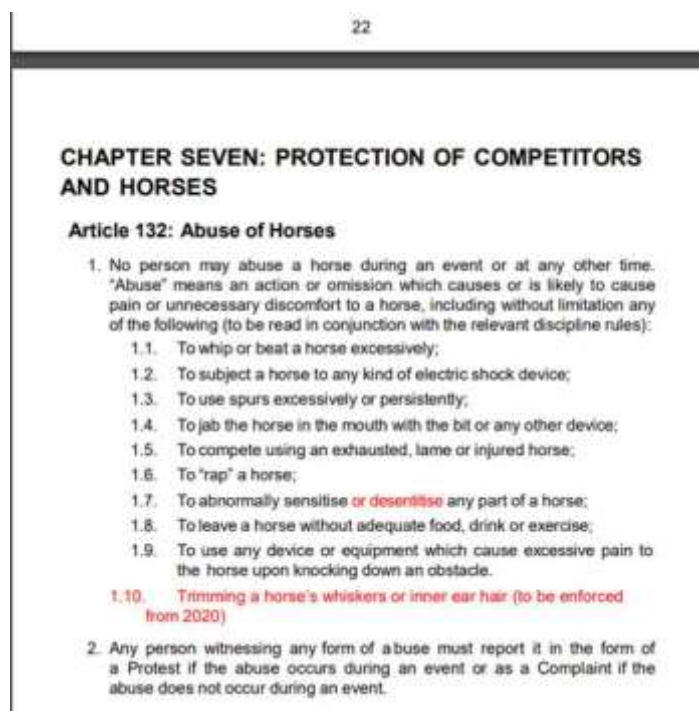 22
CHAPTER SEVEN: PROTECTION OF COMPETITORS
AND HORSES
Article 132: Abuse of Horses
1. No person may abuse a horse during an event or at any other time.
"Abuse" means an action or omission which causes or is likely to cause
pain or unnecessary discomfort to a horse, including without limitation any
of the following (to be read in conjunction with the relevant discipline rules):
1.1. To whip or beat a horse excessively;
1.2. To subject a horse to any kind of electric shock device;
1.3. To use spurs excessively or persistently;
1.4. To jab the horse in the mouth with the bit or any other device;
1.5. To compete using an exhausted, lame or injured horse;
1.6. To "rap" a horse;
1.7. To abnormally sensitise or desentitise any part of a horse;
1.8. To leave a horse without adequate food, drink or exercise;
1.9. To use any device or equipment which cause excessive pain to
the horse upon knocking down an obstacle.
1.10. Trimming a horse's whiskers or inner ear hair (to be enforced
from 2020)
2. Any person witnessing any form of abuse must report it in the form of
a Protest if the abuse occurs during an event or as a Complaint if the
abuse does not occur during an event.